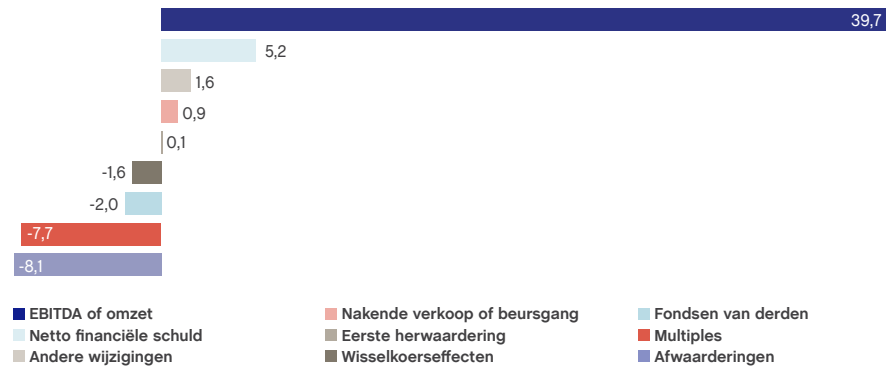 39,7
5,2
1,6
0,9
0,1
-1,6
-2,0
-7,7
-8,1
EBITDA of omzet
Netto financiële schuld
Andere wijzigingen
Nakende verkoop of beursgang
Eerste herwaardering
Wisselkoerseffecten
Fondsen van derden
Multiples
Afwaarderingen